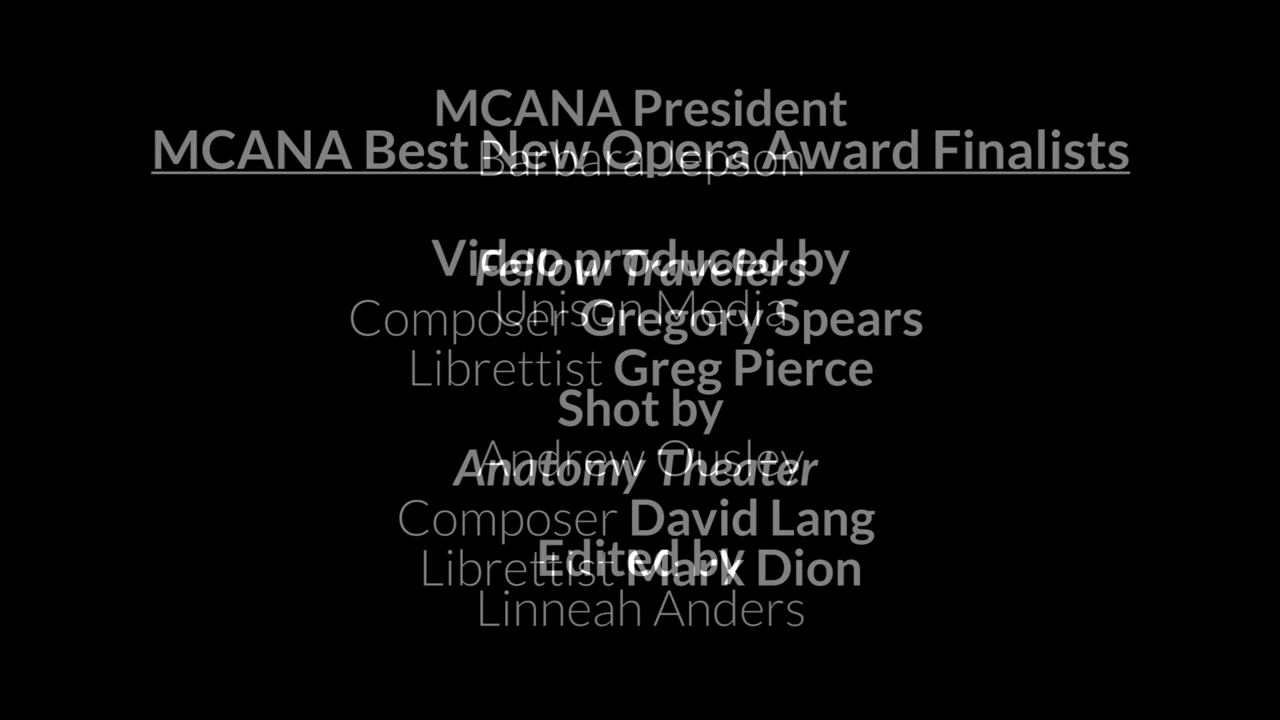 MCANA President
MCANA Best New Opera Award Finalists
Barbara Jepson
Video produced by
Fellow Travelers
Unison Media
Composer Gregory Spears
Librettist Greg Pierce
Shot by
Andrew Ousley
Anatomy Theater
Composer David Lang
Edited by
Librettist Mark Dion
Linneah Anders